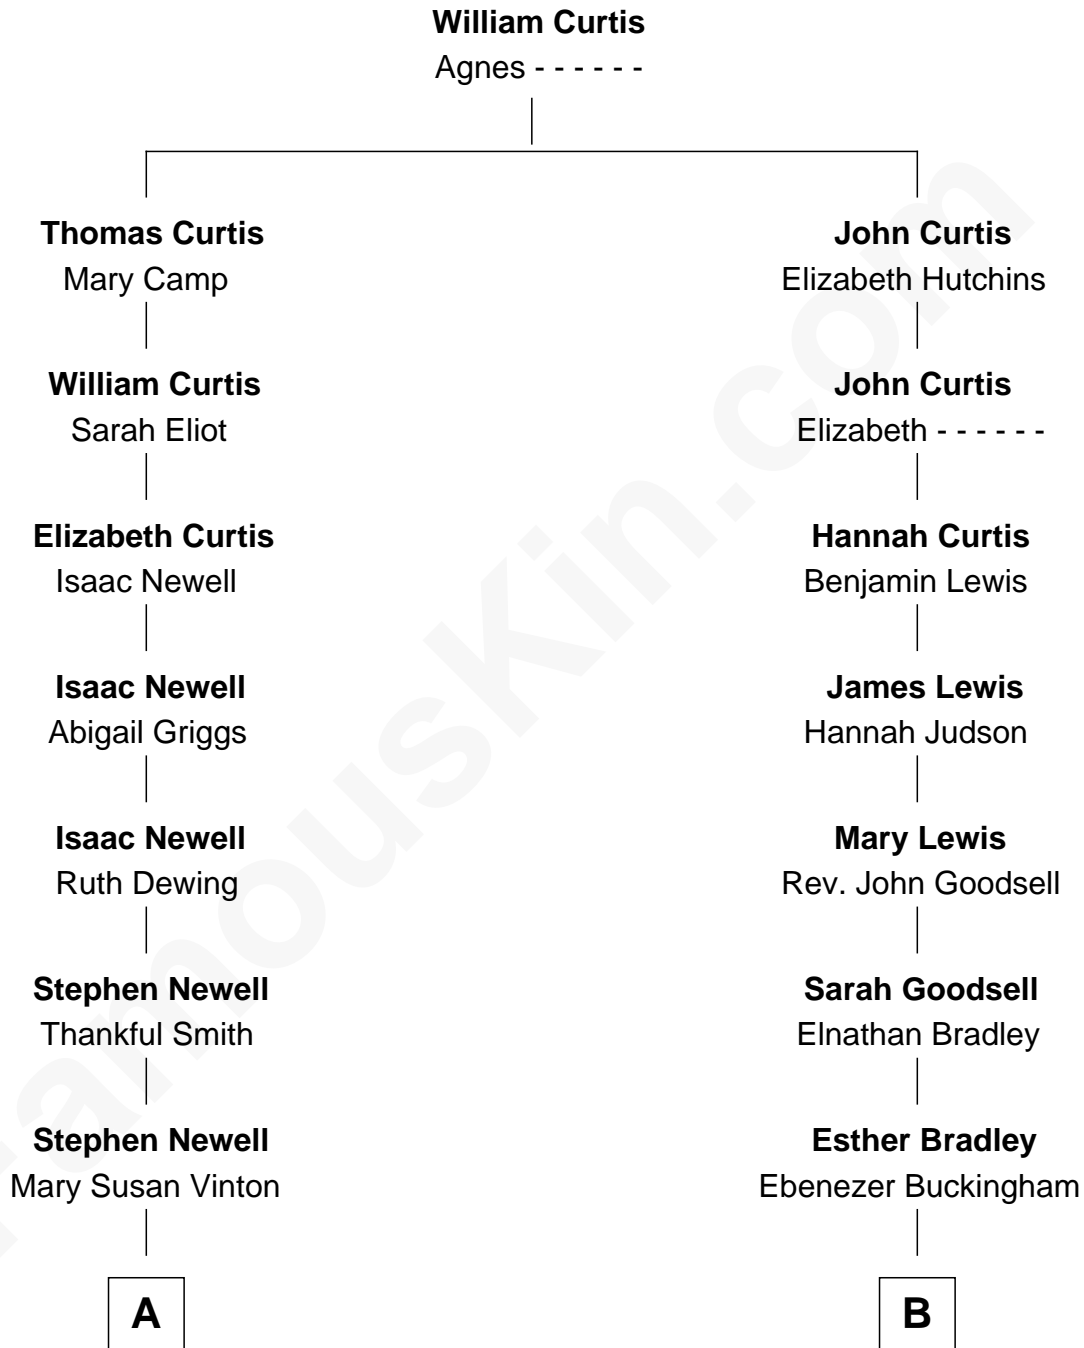 William Curtis
Agnes - - - - - -
Thomas Curtis
Mary Camp
John Curtis
Elizabeth Hutchins
William Curtis
Sarah Eliot
John Curtis
Elizabeth - - - - - -
Elizabeth Curtis
Isaac Newell
Hannah Curtis
Benjamin Lewis
Isaac Newell
Abigail Griggs
James Lewis
Hannah Judson
Isaac Newell
Ruth Dewing
Mary Lewis
Rev. John Goodsell
Stephen Newell
Thankful Smith
Sarah Goodsell
Elnathan Bradley
Stephen Newell
Mary Susan Vinton
Esther Bradley
Ebenezer Buckingham
A
B
FamousKin.com